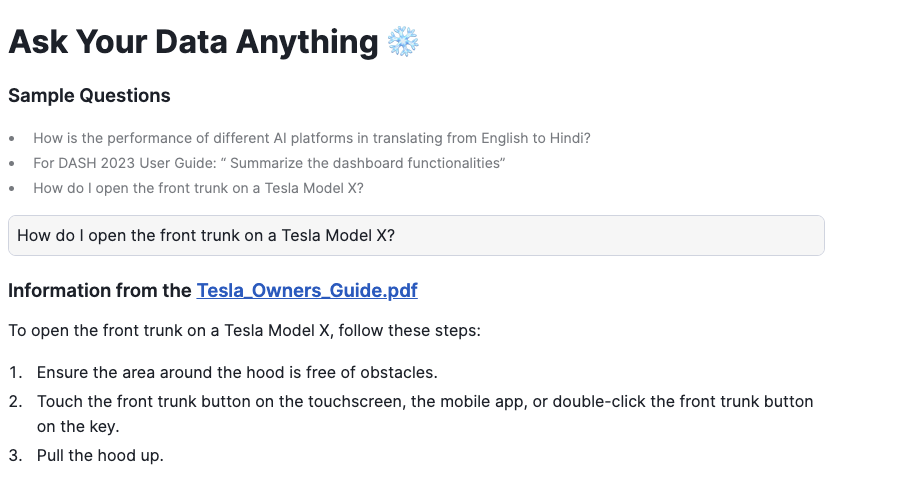 Ask Your Data Anything ❄️
Sample Questions
• How is the performance of different AI platforms in translating from English to Hindi?
• For DASH 2023 User Guide: “ Summarize the dashboard functionalities”
• How do I open the front trunk on a Tesla Model X?
How do I open the front trunk on a Tesla Model X?
Information from the Tesla_Owners_Guide.pdf
To open the front trunk on a Tesla Model X, follow these steps:
1. Ensure the area around the hood is free of obstacles.
2. Touch the front trunk button on the touchscreen, the mobile app, or double-click the front trunk button
on the key.
3. Pull the hood up.